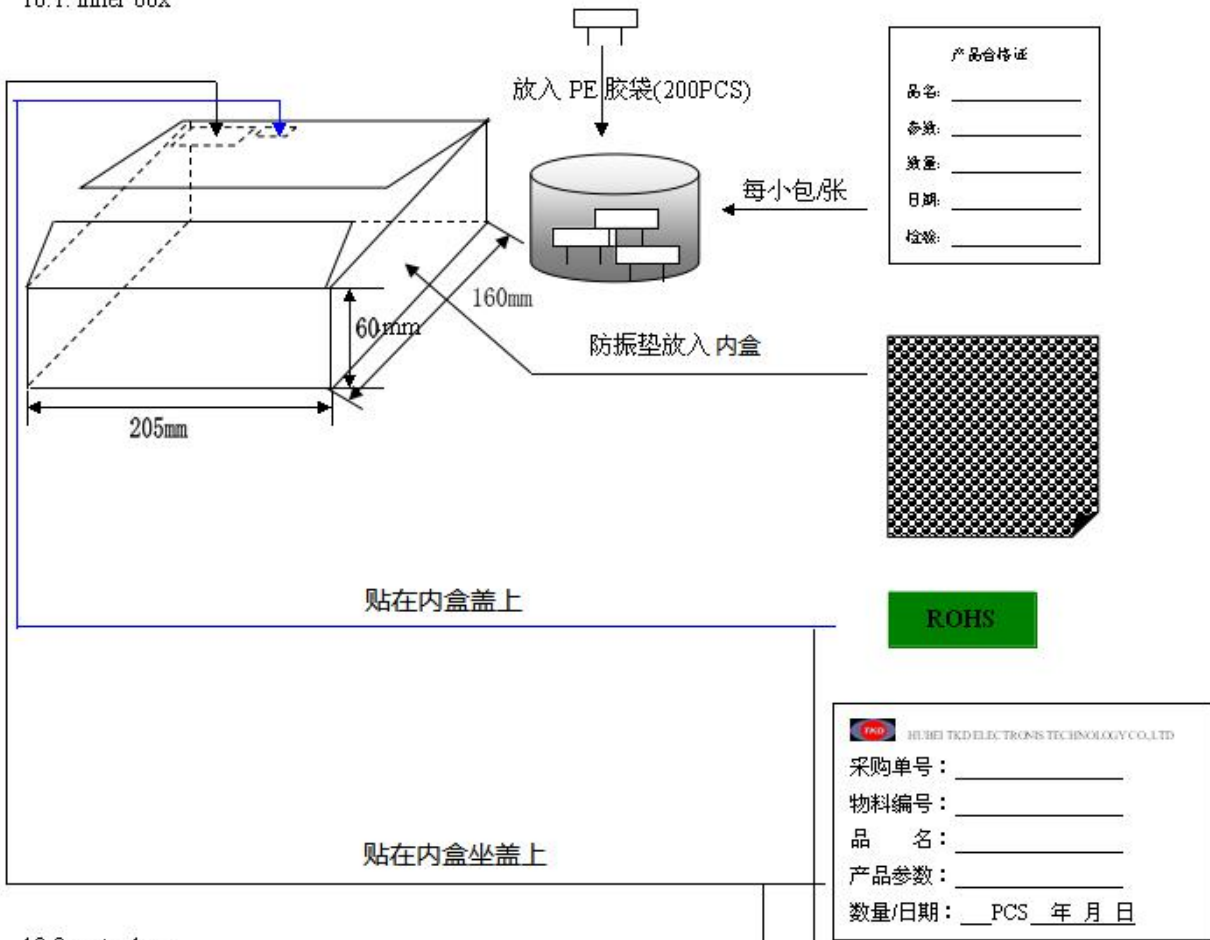 10.1. inner box
放入 PE 胶袋(200PCS)
产品合格证
品名:
参数:
数量:
日期:
检验:
每小包/张
160mm
60mm
205mm
防振垫放入 内盒
贴在内盒盖上
ROHS
TKD HUBEI TKD ELECTRONIS TECHNOLOGY CO.,LTD
采购单号：
物料编号：
品 名：
产品参数：
贴在内盒坐盖上
数量/日期： PCS 年 月 日